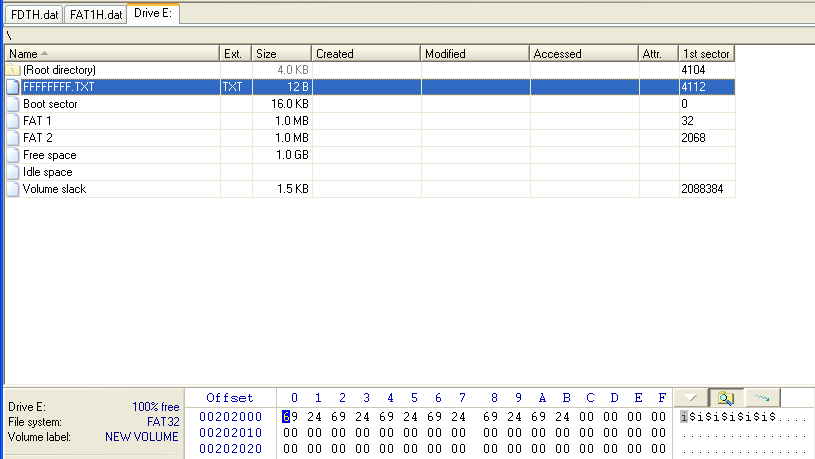 FDTH.dat FAT1H.dat Drive E:
\
Name Ext. Size Created Modified Accessed Attr. 1st sector
(Root directory) 4.0 KB 4104
FFFFFFFF.TXT TXT 12 B 4112
Boot sector 16.0 KB 0
FAT 1 1.0 MB 32
FAT 2 1.0 MB 2068
Free space 1.0 GB
Idle space
Volume slack 1.5 KB 2088384
Drive E: 100% free
File system: FAT32
Volume label: NEW VOLUME
Offset 0 1 2 3 4 5 6 7 8 9 A B C D E F
00202000 69 24 69 24 69 24 69 24 69 24 69 24 00 00 00 00 i$i$i$i$i$i$....
00202010 00 00 00 00 00 00 00 00 00 00 00 00 00 00 00 00 ................
00202020 00 00 00 00 00 00 00 00 00 00 00 00 00 00 00 00 ................